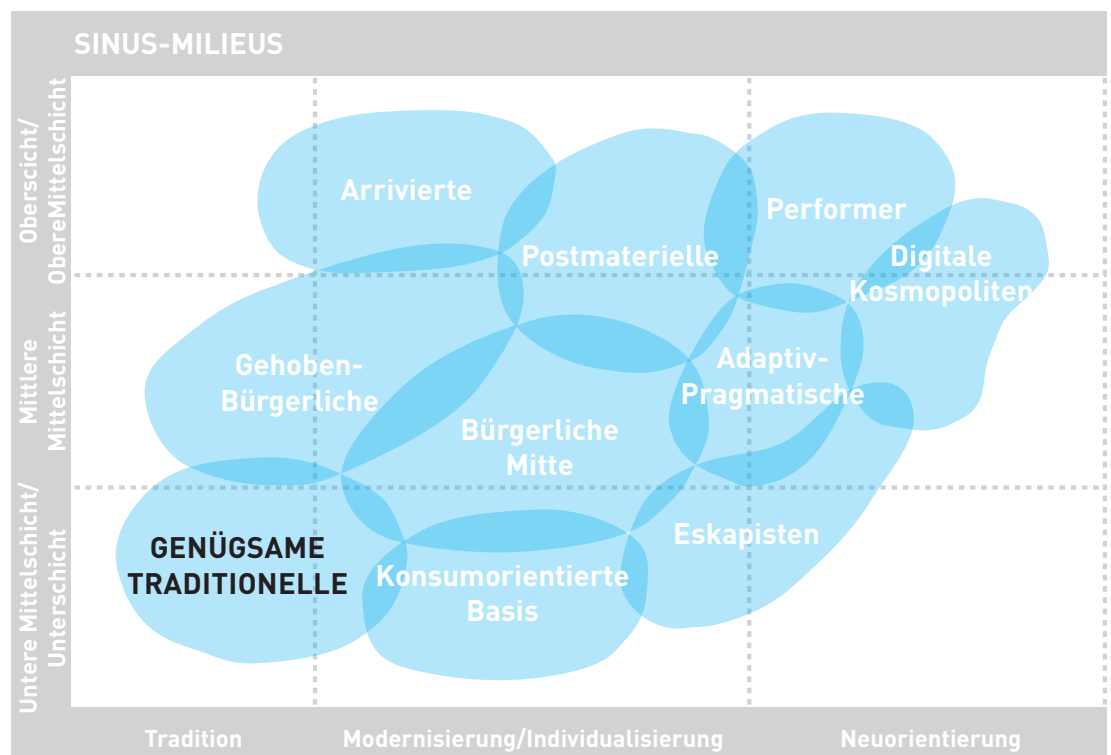 SINUS-MILIEUS
Oberscicht/
ObereMittelschicht
Mittlere
Mittelschicht
Untere Mittelschicht/
Unterschicht
Arrivierte
Postmaterielle
Performer
Digitale
Kosmopoliten
Gehoben-
Bürgerliche
Bürgerliche
Mitte
Adaptiv-
Pragmatische
GENÜGSAME
TRADITIONELLE
Konsumorientierte
Basis
Eskapisten
Tradition
Modernisierung/Individualisierung
Neuorientierung